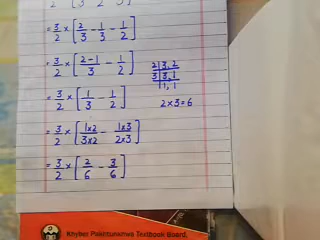 = 3/2 × [2/3 - 1/3 - 1/2]
= 3/2 × [2-1/3 - 1/2]
2 | 3, 2
3 | 3, 1
| 1, 1
= 3/2 × [1/3 - 1/2]
2×3=6
= 3/2 × [1×2/3×2 - 1×3/2×3]
= 3/2 × [2/6 - 3/6]
Khyber Pakhtunkhwa Textbook Board,